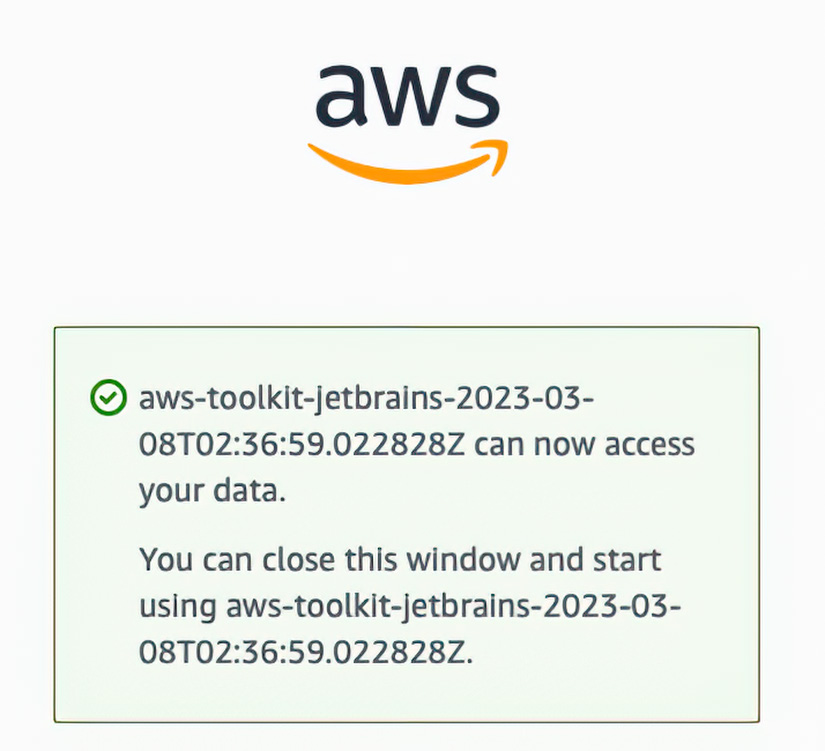 aws
aws-toolkit-jetbrains-2023-03-
08T02:36:59.022828Z can now access
your data.
You can close this window and start
using aws-toolkit-jetbrains-2023-03-
08T02:36:59.022828Z.